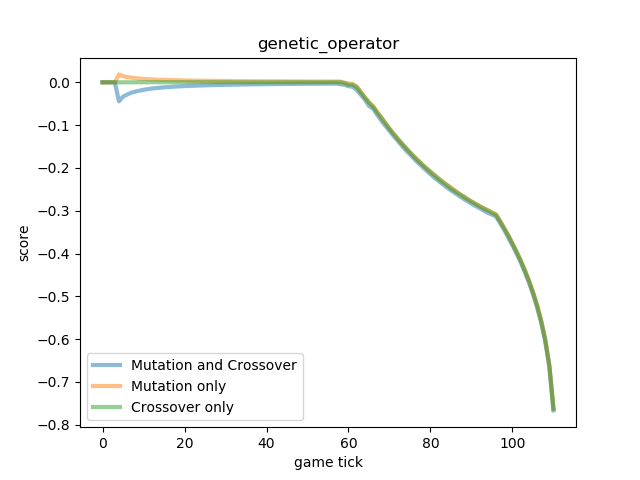 genetic_operator
0.0
−0.1
−0.2
−0.3
−0.4
−0.5
−0.6
−0.7
−0.8
score
Mutation and Crossover
Mutation only
Crossover only
0 20 40 60 80 100
game tick